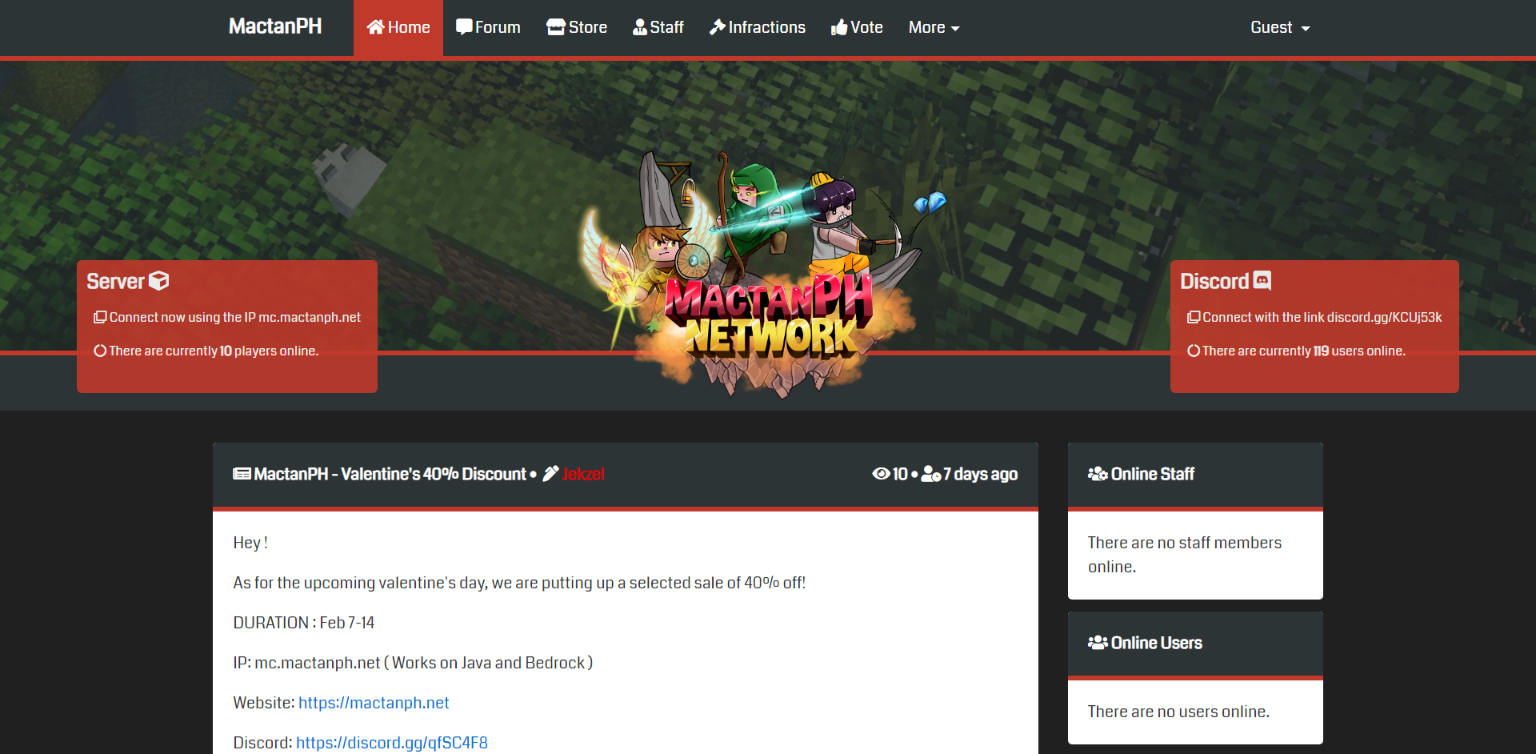 MactanPH Home Forum Store Staff Infractions Vote More Guest
MACTANPH
NETWORK
Server
Connect now using the IP mc.mactanph.net
There are currently 10 players online.
Discord
Connect with the link discord.gg/KCUj53k
There are currently 119 users online.
MactanPH - Valentine's 40% Discount • Jekzel 10 • 7 days ago
Hey !
As for the upcoming valentine's day, we are putting up a selected sale of 40% off!
DURATION : Feb 7-14
IP: mc.mactanph.net ( Works on Java and Bedrock )
Website: https://mactanph.net
Discord: https://discord.gg/qfSC4F8
Online Staff
There are no staff members
online.
Online Users
There are no users online.